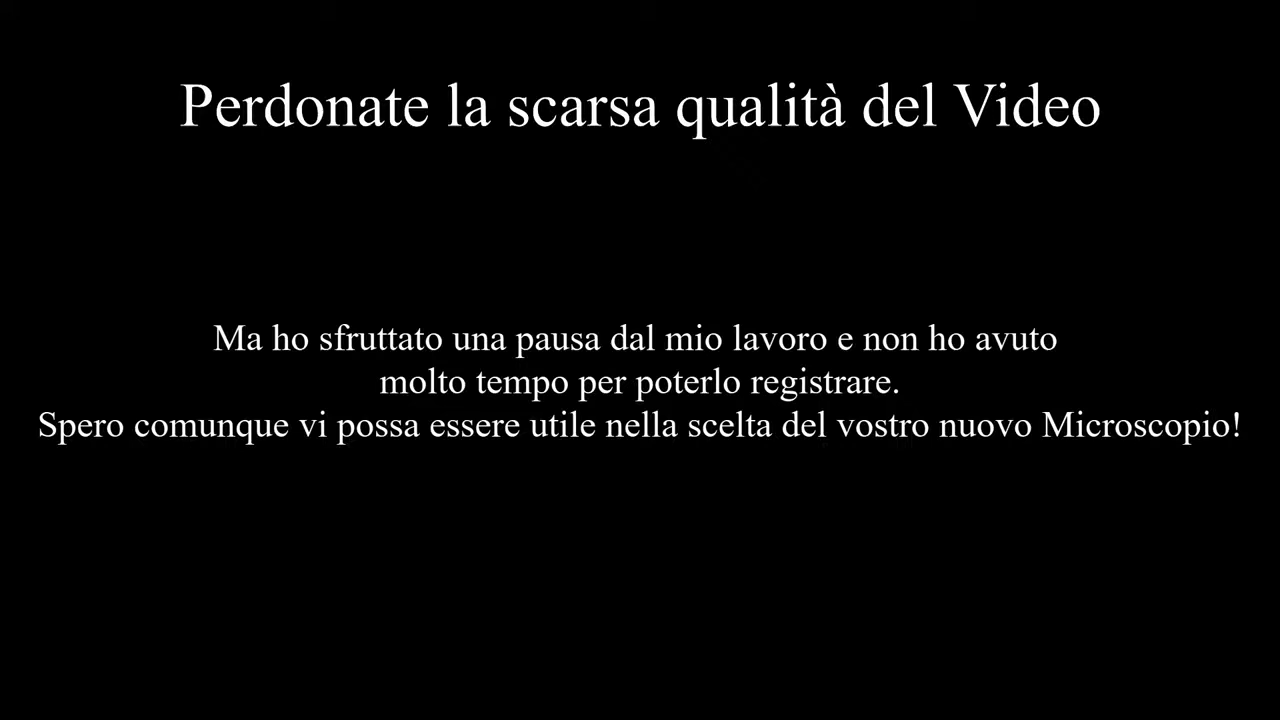 Perdonate la scarsa qualità del Video
Ma ho sfruttato una pausa dal mio lavoro e non ho avuto
molto tempo per poterlo registrare.
Spero comunque vi possa essere utile nella scelta del vostro nuovo Microscopio!